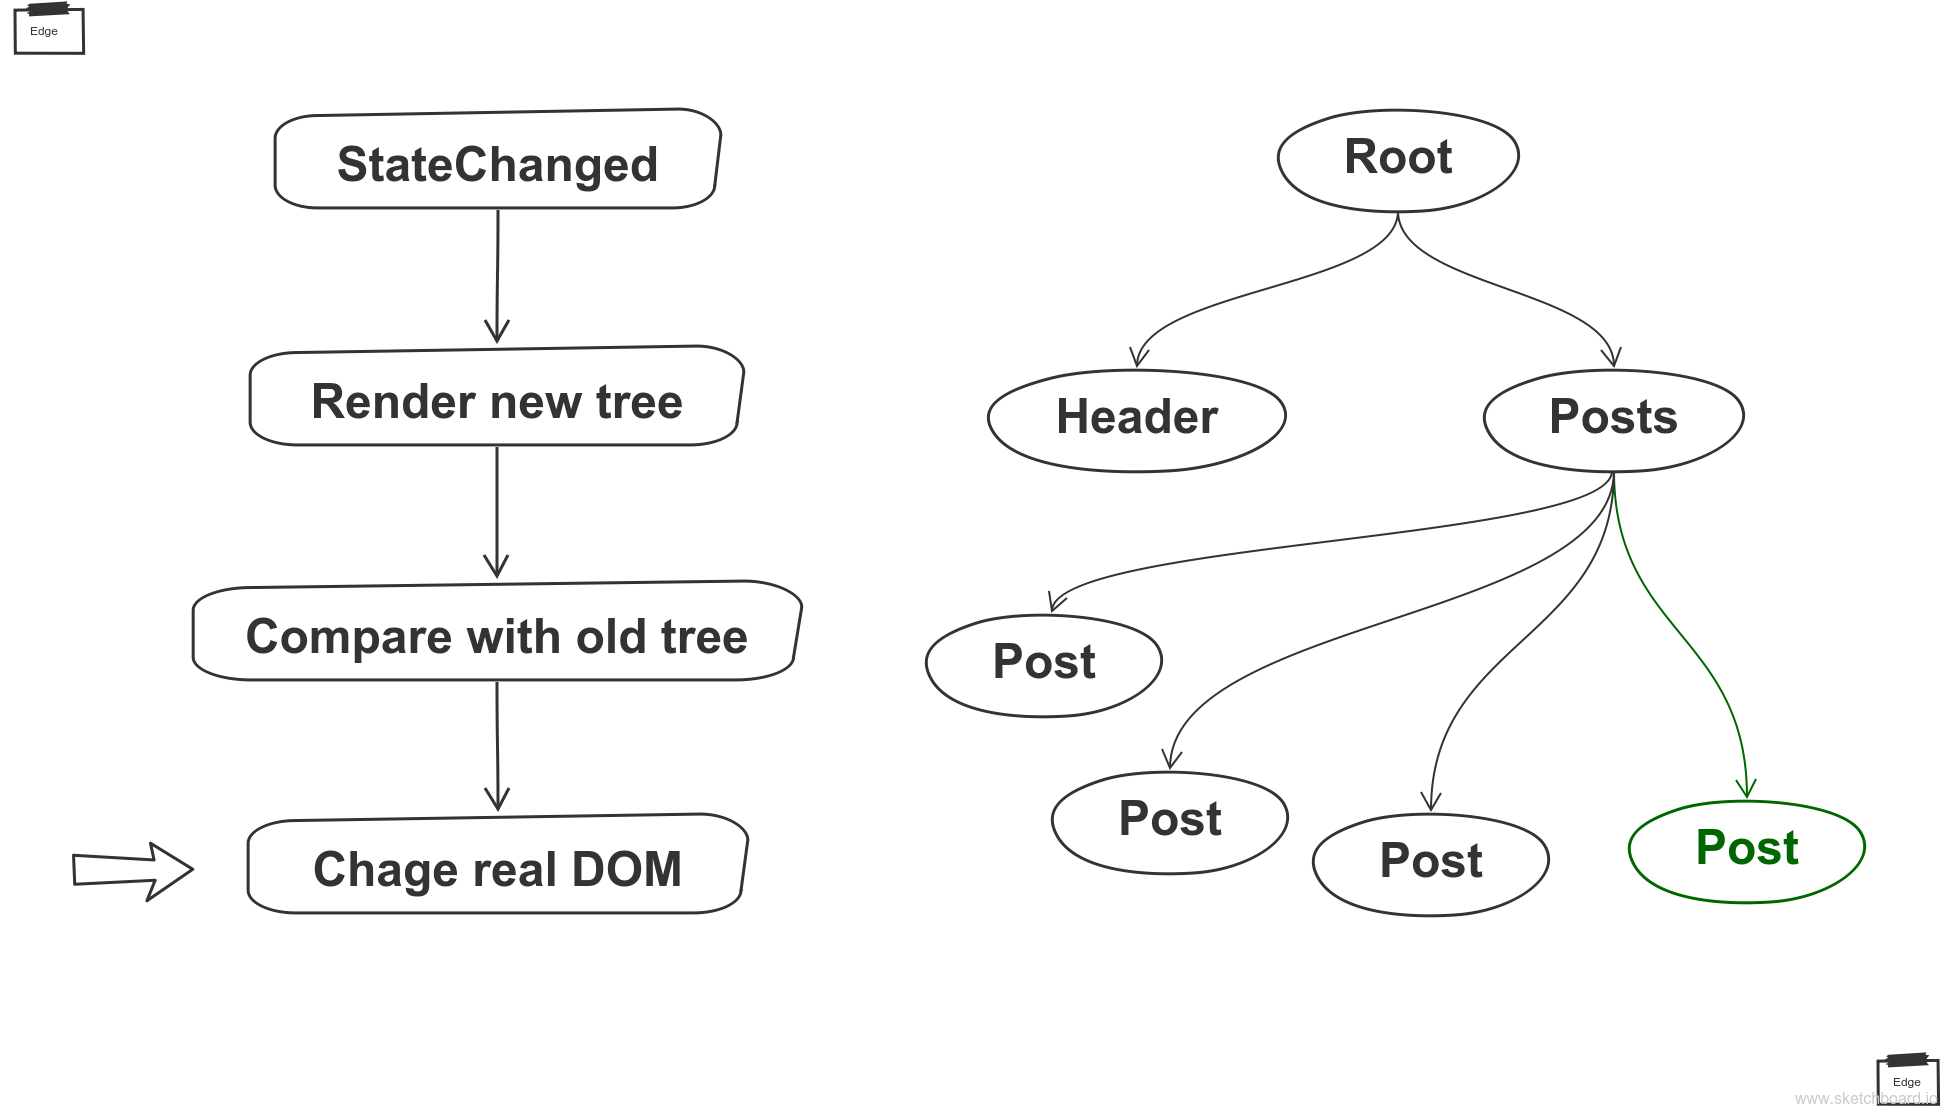 Edge
StateChanged
Render new tree
Compare with old tree
Chage real DOM
Root
Header
Posts
Post
Post
Post
Post
Edge
www.sketchboard.io